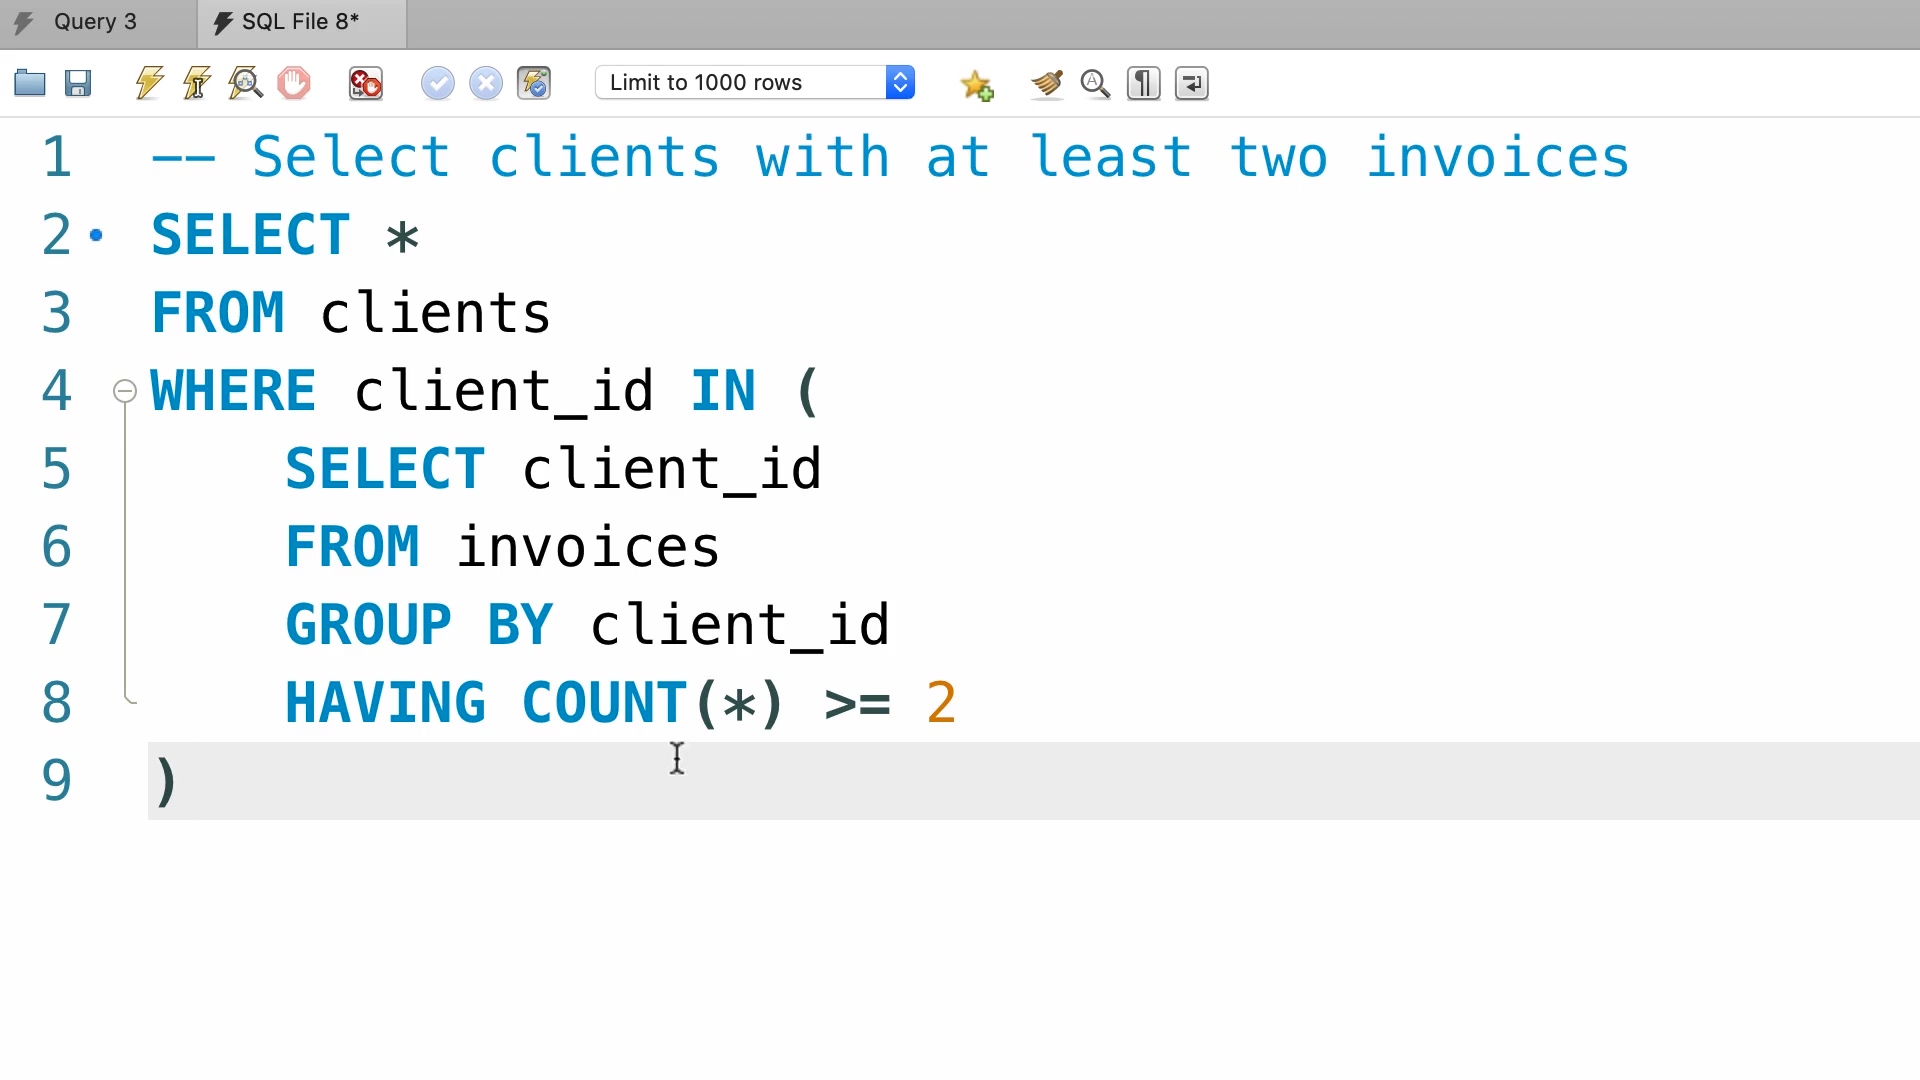 Query 3
SQL File 8*
Limit to 1000 rows
1 -- Select clients with at least two invoices
2 SELECT *
3 FROM clients
4 WHERE client_id IN (
5 SELECT client_id
6 FROM invoices
7 GROUP BY client_id
8 HAVING COUNT(*) >= 2
9 )